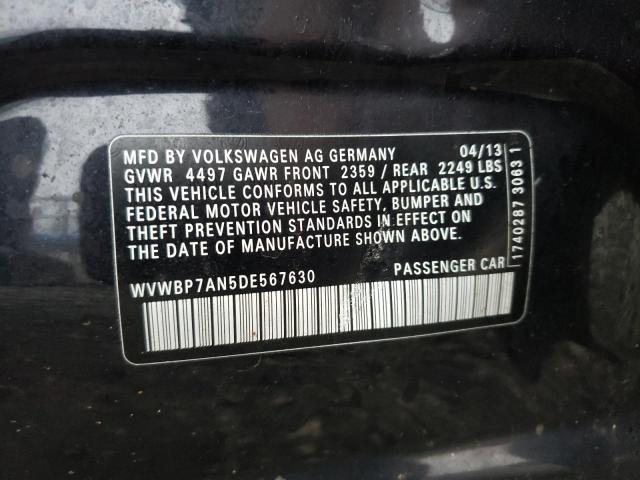 MFD BY VOLKSWAGEN AG GERMANY 04/13
GVWR 4497 GAWR FRONT 2359 / REAR 2249 LBS
THIS VEHICLE CONFORMS TO ALL APPLICABLE U.S.
FEDERAL MOTOR VEHICLE SAFETY, BUMPER AND
THEFT PREVENTION STANDARDS IN EFFECT ON
THE DATE OF MANUFACTURE SHOWN ABOVE.
WVWBP7AN5DE567630 PASSENGER CAR
1740287 3063 1